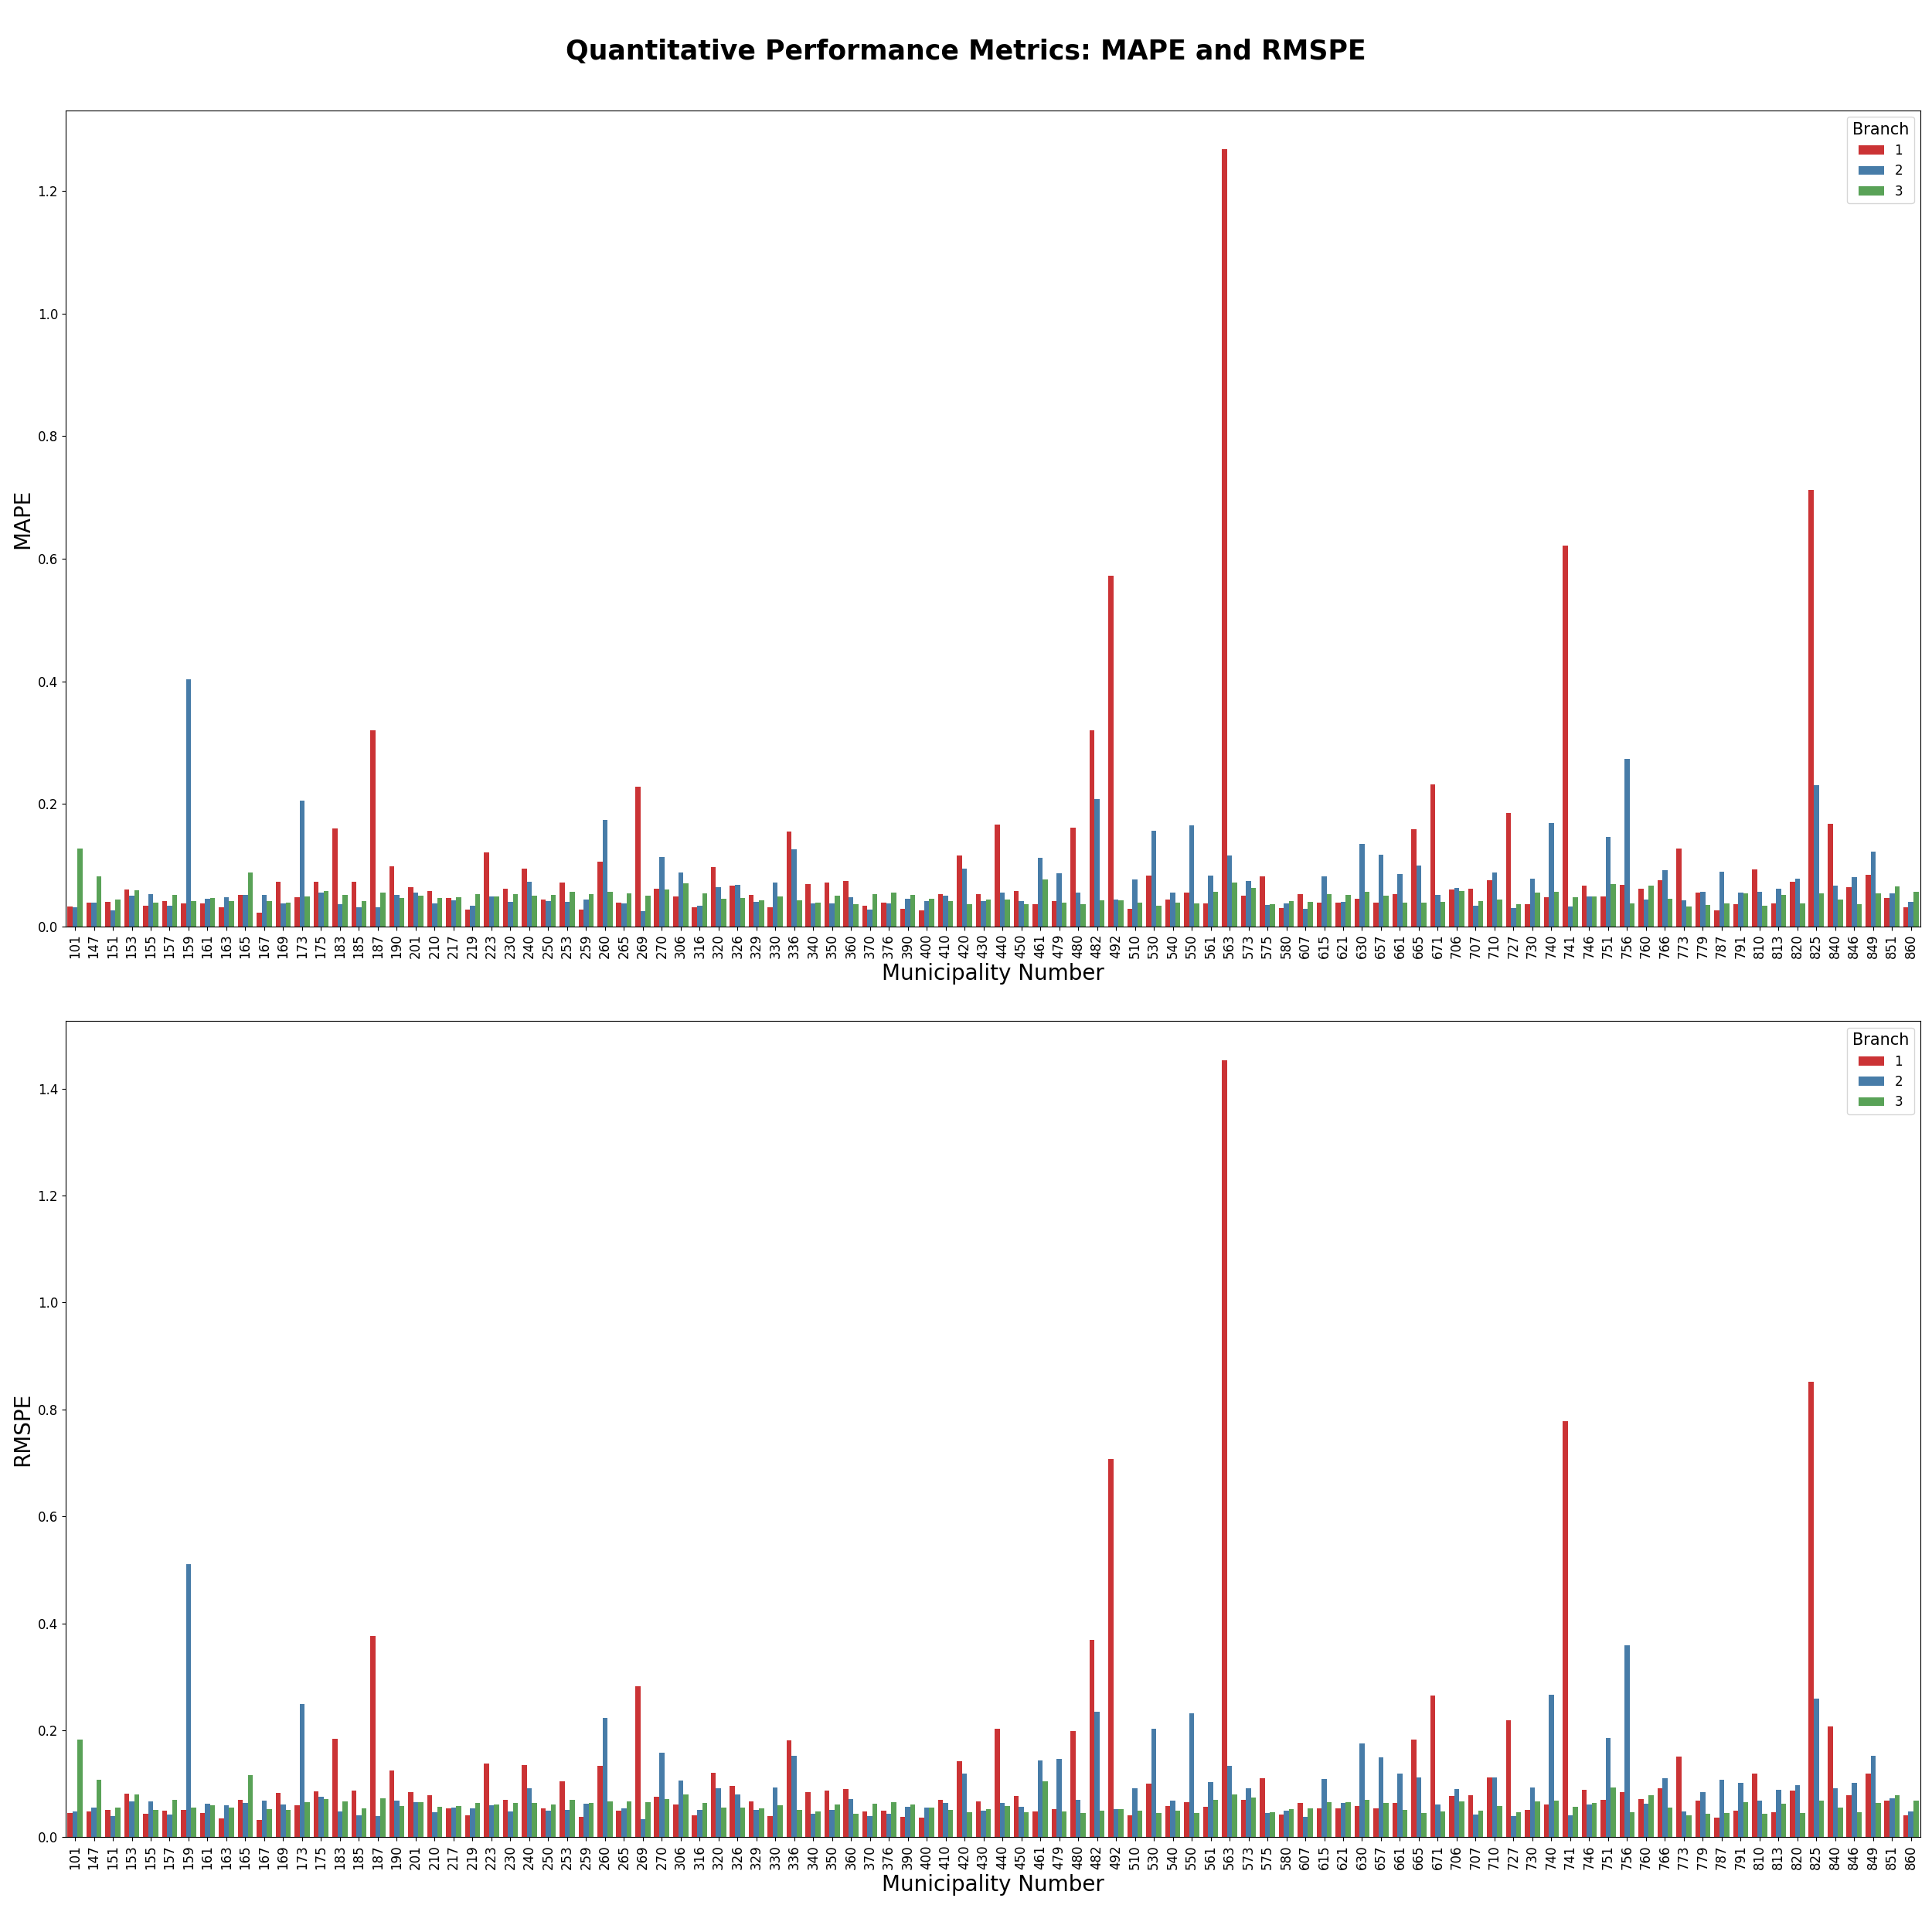 Quantitative Performance Metrics: MAPE and RMSPE
Branch
1
2
3
1.2
1.0
0.8
0.6
0.4
0.2
0.0
MAPE
101 147 151 153 155 157 159 161 163 165 167 169 173 175 183 185 187 190 201 210 217 219 223 230 240 250 253 259 260 265 269 270 306 316 320 326 329 330 336 340 350 360 370 376 390 400 410 420 430 440 450 461 479 480 482 492 510 530 540 550 561 563 573 575 580 607 615 621 630 657 661 665 671 706 707 710 727 730 740 741 746 751 756 760 766 773 779 787 791 810 813 820 825 840 846 849 851 860
Municipality Number
Branch
1
2
3
1.4
1.2
1.0
0.8
0.6
0.4
0.2
0.0
RMSPE
101 147 151 153 155 157 159 161 163 165 167 169 173 175 183 185 187 190 201 210 217 219 223 230 240 250 253 259 260 265 269 270 306 316 320 326 329 330 336 340 350 360 370 376 390 400 410 420 430 440 450 461 479 480 482 492 510 530 540 550 561 563 573 575 580 607 615 621 630 657 661 665 671 706 707 710 727 730 740 741 746 751 756 760 766 773 779 787 791 810 813 820 825 840 846 849 851 860
Municipality Number